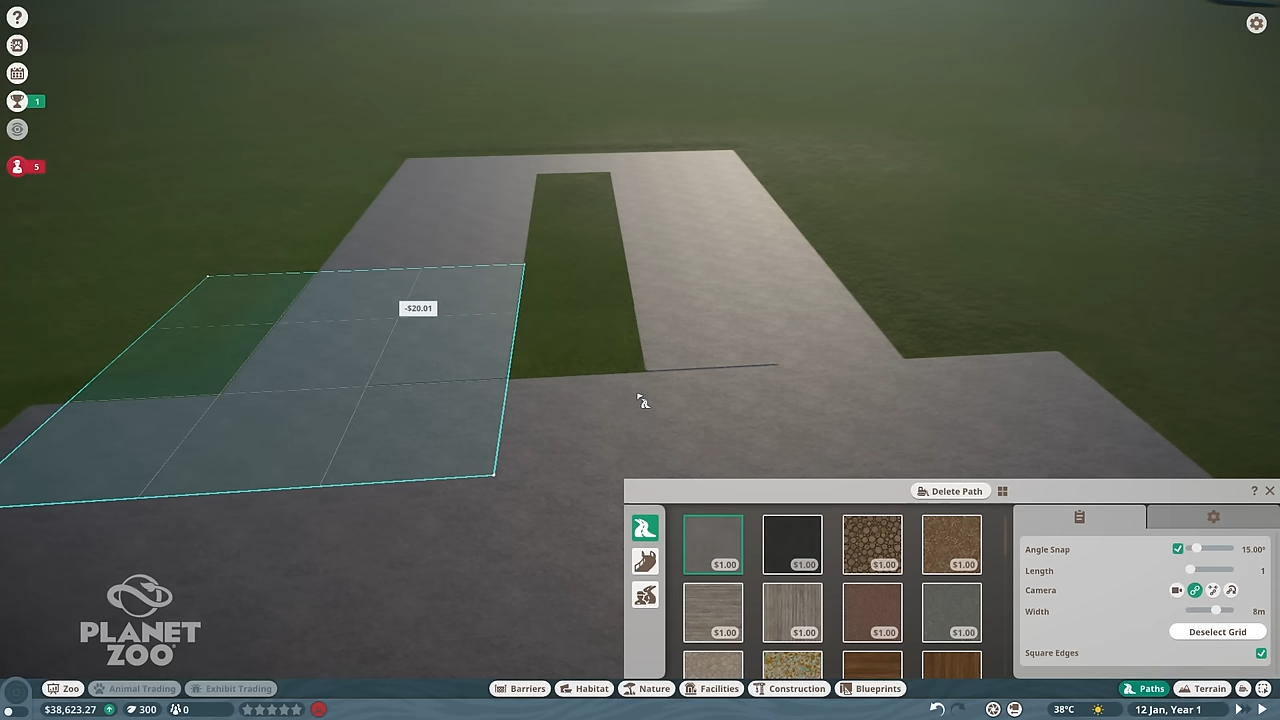 ?
1
5
-$20.01
Delete Path
?
Angle Snap
15.00°
Length
1
Camera
Width
8m
Deselect Grid
Square Edges
$1.00
$1.00
$1.00
$1.00
$1.00
$1.00
$1.00
$1.00
PLANET
ZOO
Zoo
Animal Trading
Exhibit Trading
Barriers
Habitat
Nature
Facilities
Construction
Blueprints
Paths
Terrain
$38,623.27
300
0
38°C
12 Jan, Year 1